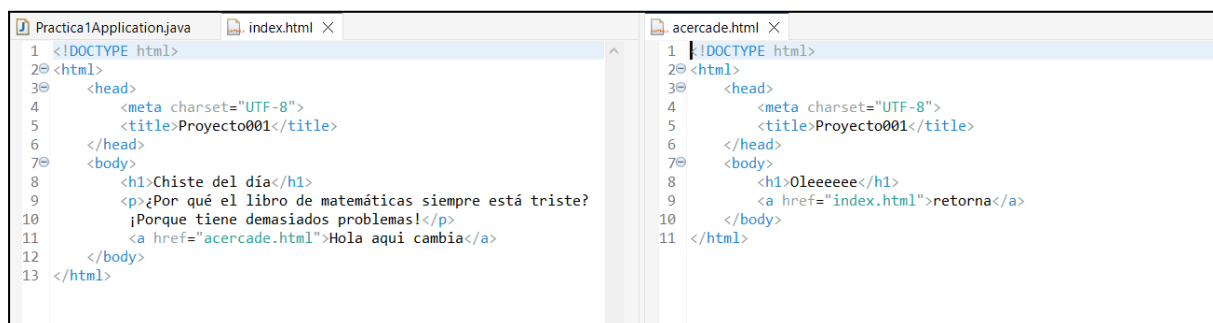 Practica1Application.java
index.html
1 <!DOCTYPE html>
2 <html>
3 <head>
4 <meta charset="UTF-8">
5 <title>Proyecto001</title>
6 </head>
7 <body>
8 <h1>Chiste del día</h1>
9 <p>¿Por qué el libro de matemáticas siempre está triste?
10 ¡Porque tiene demasiados problemas!</p>
11 <a href="acercade.html">Hola aqui cambia</a>
12 </body>
13 </html>
acercade.html
1 <!DOCTYPE html>
2 <html>
3 <head>
4 <meta charset="UTF-8">
5 <title>Proyecto001</title>
6 </head>
7 <body>
8 <h1>Oleeeeee</h1>
9 <a href="index.html">retorna</a>
10 </body>
11 </html>